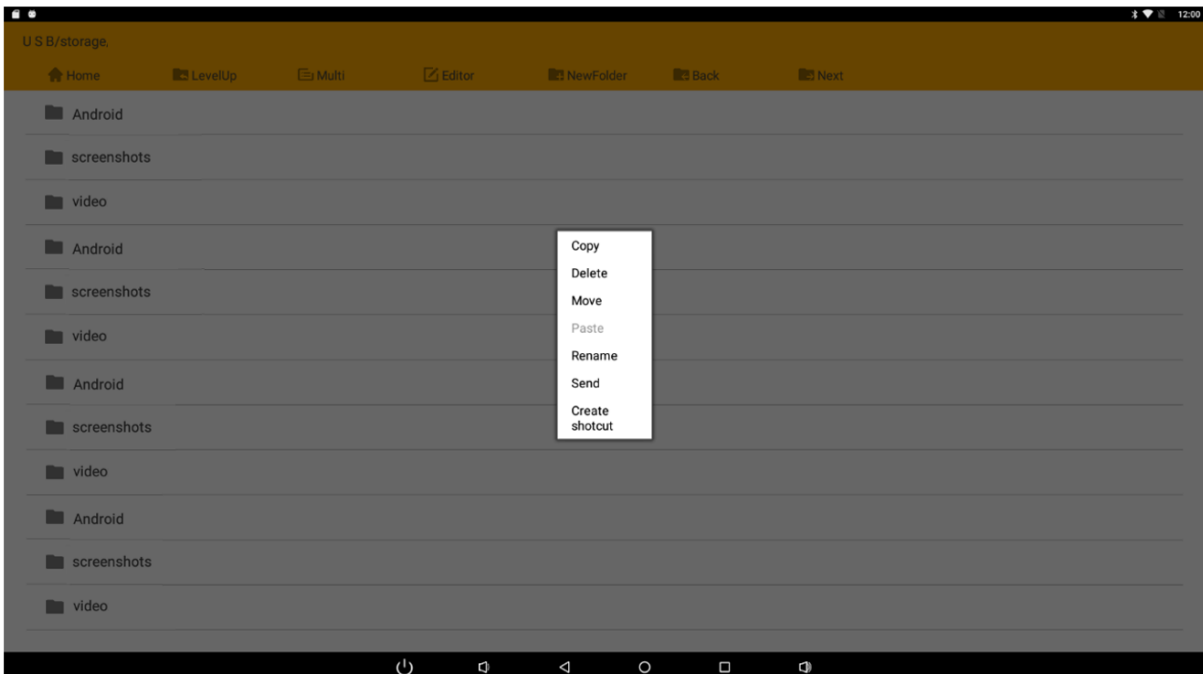 12:00
U S B/storage,
Home LevelUp Multi Editor NewFolder Back Next
Android
screenshots
video
Android
screenshots
video
Android
screenshots
video
Android
screenshots
video
Copy
Delete
Move
Paste
Rename
Send
Create
shotcut